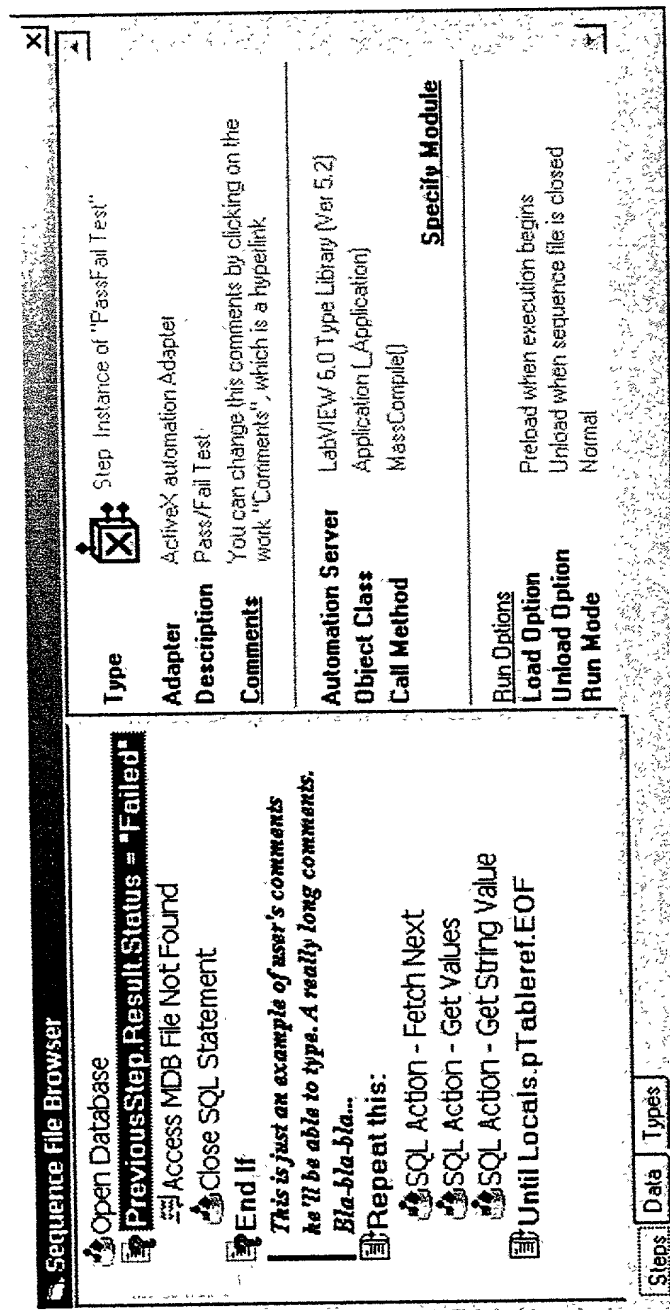 Sequence File Browser
Open Database
PreviousStep.Result.Status = "Failed"
Access MDB File Not Found
Close SQL Statement
End If
This is just an example of user's comments
he'll be able to type. A really long comments.
Bla-bla-bla...
Repeat this:
SQL Action - Fetch Next
SQL Action - Get Values
SQL Action - Get String Value
Until Locals.pTableref.EOF
Steps
Data
Types
Type
Step Instance of "PassFail Test"
Adapter
ActiveX automation Adapter
Description
Pass/Fail Test
Comments
You can change this comments by clicking on the
work "Comments", which is a hyperlink
Automation Server
LabVIEW 6.0 Type Library (Ver 5.2)
Object Class
Application (_Application)
Call Method
MassCompile()
Specify Module
Run Options
Load Option
Preload when execution begins
Unload Option
Unload when sequence file is closed
Run Mode
Normal